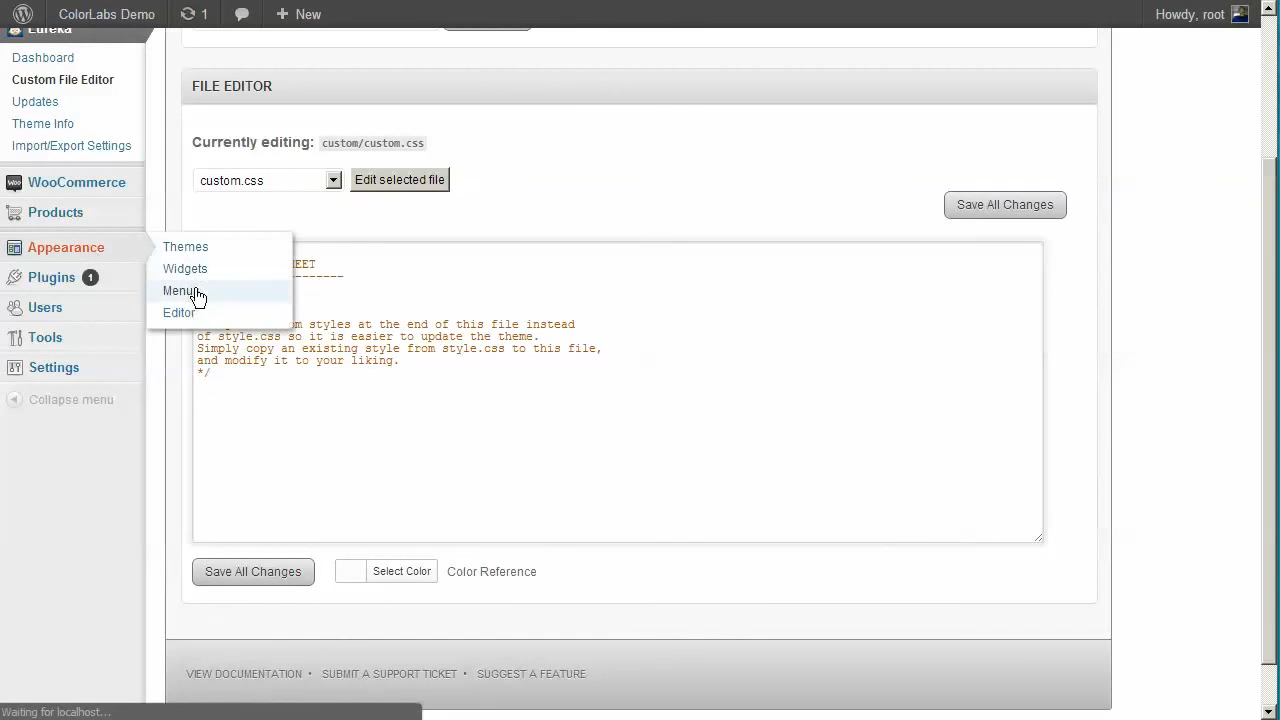 ColorLabs Demo
1
New
Howdy, root
Eureka
Dashboard
Custom File Editor
Updates
Theme Info
Import/Export Settings
WooCommerce
Products
Appearance
Plugins 1
Users
Tools
Settings
Collapse menu
Themes
Widgets
Menus
Editor
FILE EDITOR
Currently editing: custom/custom.css
custom.css
Edit selected file
Save All Changes
styles at the end of this file instead
of style.css so it is easier to update the theme.
Simply copy an existing style from style.css to this file,
and modify it to your liking.
*/
Save All Changes
Select Color
Color Reference
VIEW DOCUMENTATION • SUBMIT A SUPPORT TICKET • SUGGEST A FEATURE
Waiting for localhost...